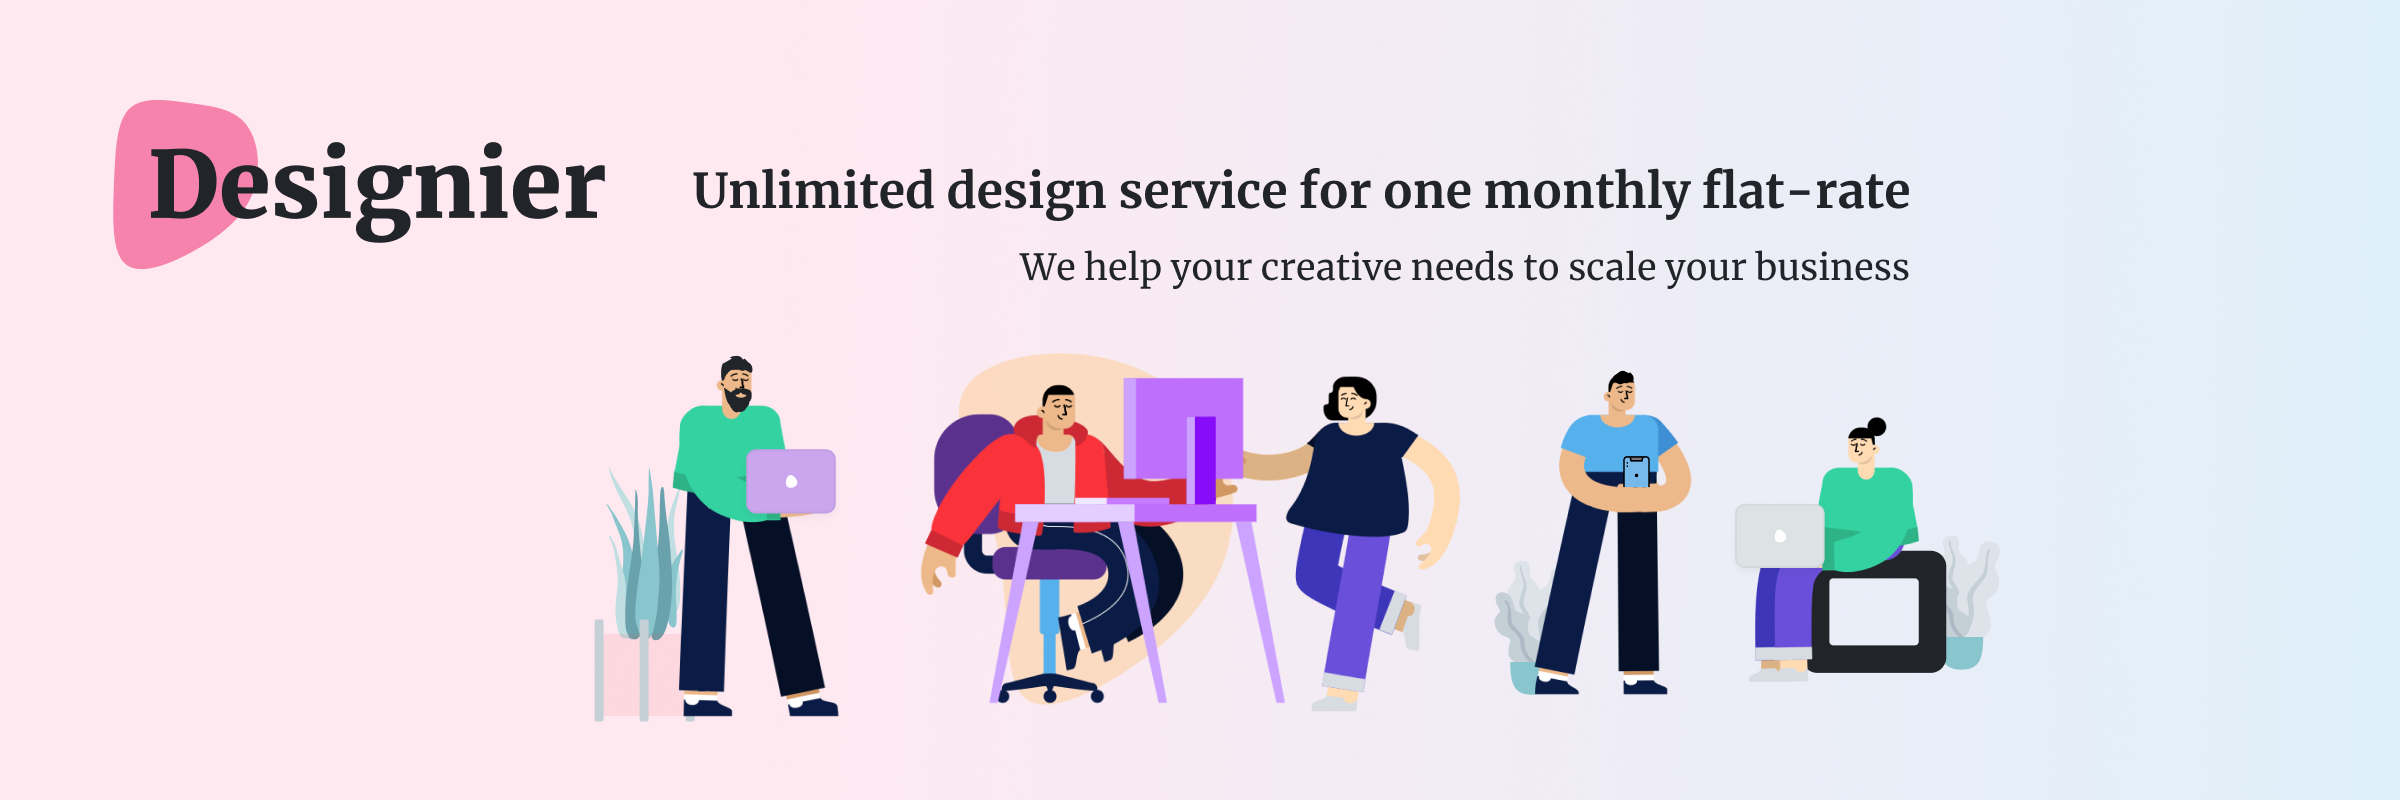 Designier
Unlimited design service for one monthly flat-rate
We help your creative needs to scale your business